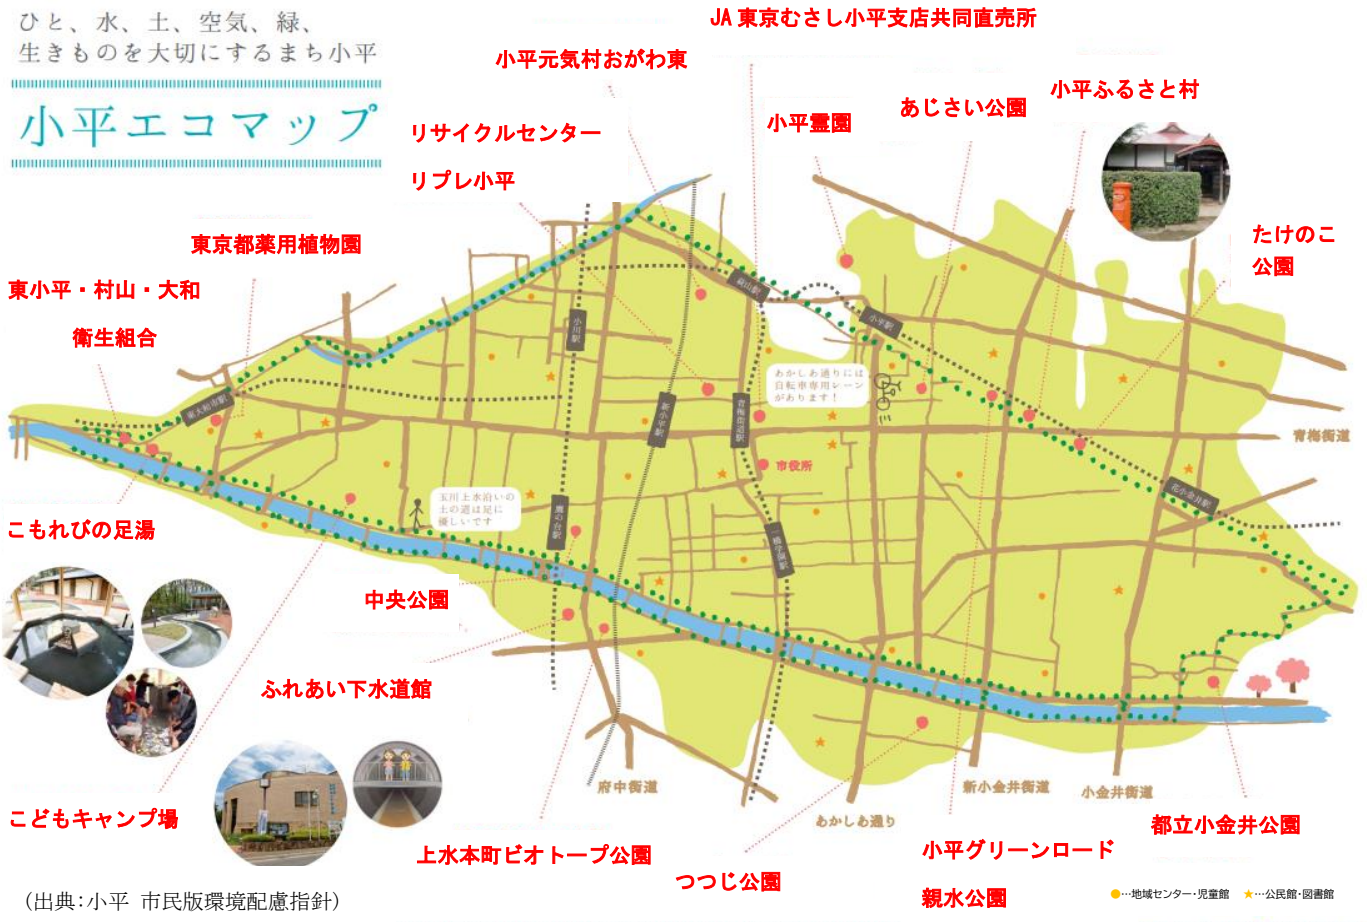 ひと、水、土、空気、緑、
生きものを大切にするまち小平
小平エコマップ
JA東京むさし小平支店共同直売所
小平元気村おがわ東
小平ふるさと村
あじさい公園
小平霊園
リサイクルセンター
リプレ小平
たけのこ
公園
東京都薬用植物園
東小平・村山・大和
衛生組合
萩山駅
小平駅
小川駅
あかしあ通りには
自転車専用レーン
があります！
東大和市駅
新小平駅
青梅街道駅
青梅街道
市役所
花小金井駅
玉川上水沿いの
土の道は足に
優しいです
鷹の台駅
一橋学園駅
こもれびの足湯
中央公園
ふれあい下水道館
府中街道
新小金井街道
小金井街道
あかしあ通り
こどもキャンプ場
上水本町ビオトープ公園
つつじ公園
小平グリーンロード
親水公園
都立小金井公園
●…地域センター・児童館 ★…公民館・図書館
（出典：小平 市民版環境配慮指針）